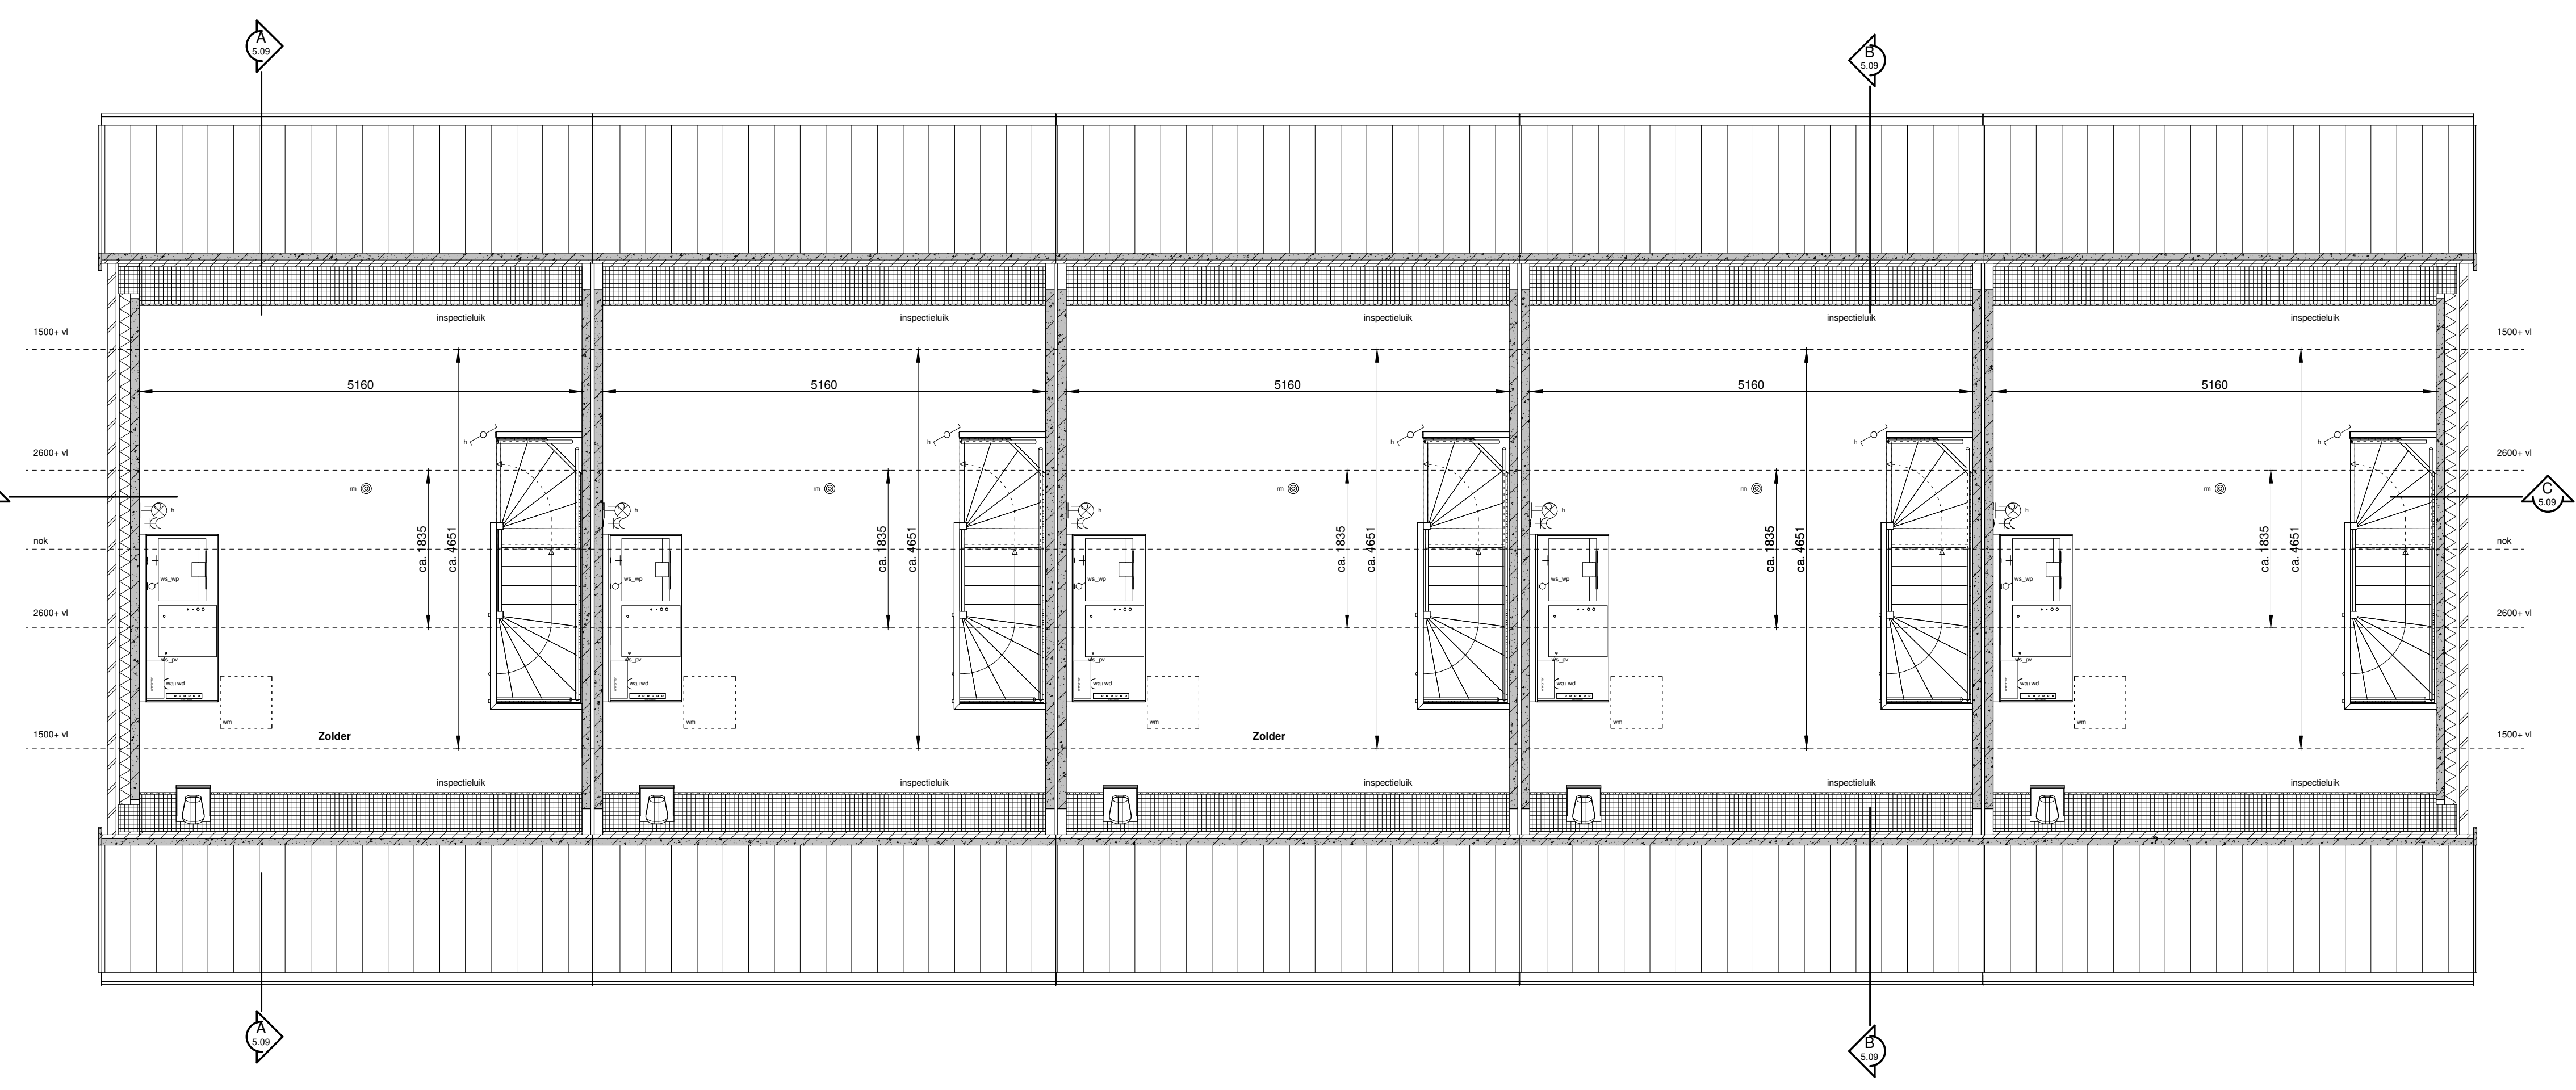 A
5.09
B
5.09
inspectieluik
inspectieluik
inspectieluik
inspectieluik
inspectieluik
1500+ vl
1500+ vl
5160
5160
5160
5160
5160
h
h
h
h
h
2600+ vl
2600+ vl
rm
rm
rm
rm
rm
C
5.09
h
h
h
h
h
nok
nok
ca. 1835
ca. 4651
ca. 1835
ca. 4651
ca. 1835
ca. 4651
ca. 1835
ca. 4651
ca. 1835
ca. 4651
ws_wp
ws_wp
ws_wp
ws_wp
ws_wp
2600+ vl
2600+ vl
ws_pv
ws_pv
ws_pv
ws_pv
ws_pv
wa+wd
wa+wd
wa+wd
wa+wd
wa+wd
wm
wm
wm
wm
wm
1500+ vl
Zolder
Zolder
1500+ vl
inspectieluik
inspectieluik
inspectieluik
inspectieluik
inspectieluik
?
A
5.09
B
5.09